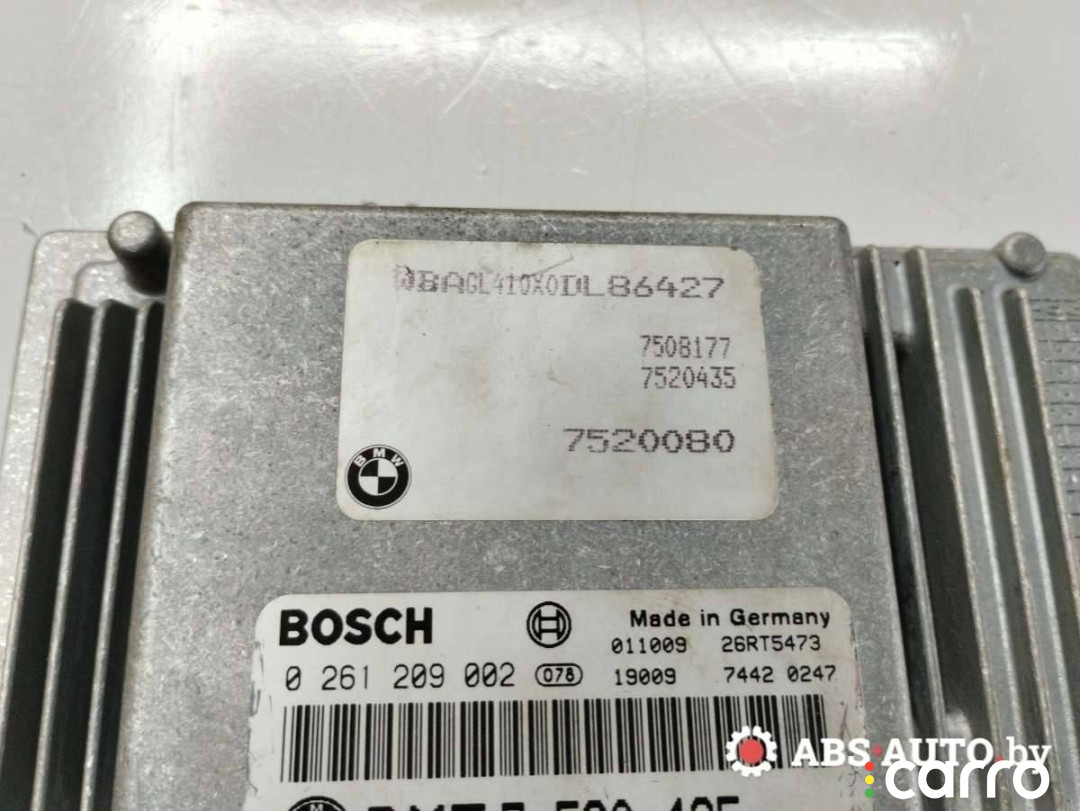 WBAGL410X0DL86427
7508177
7520435
7520080
BMW
BOSCH
Made in Germany
011009 26RT5473
0 261 209 002 078 19009 7442 0247
ABS-AUTO.by
carro